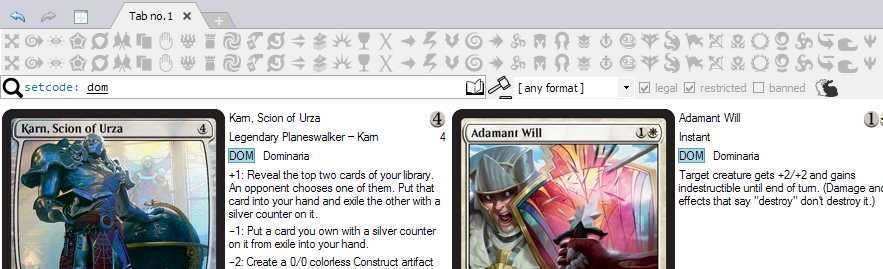 Tab no.1
setcode: dom
[ any format ]
legal
restricted
banned
Karn, Scion of Urza
4
Karn, Scion of Urza
4
Legendary Planeswalker – Karn
4
DOM Dominaria
+1: Reveal the top two cards of your library.
An opponent chooses one of them. Put that
card into your hand and exile the other with a
silver counter on it.
−1: Put a card you own with a silver counter
on it from exile into your hand.
−2: Create a 0/0 colorless Construct artifact
Adamant Will
1
Adamant Will
1
Instant
DOM Dominaria
Target creature gets +2/+2 and gains
indestructible until end of turn. (Damage and
effects that say "destroy" don't destroy it.)